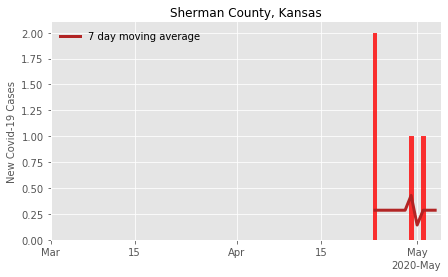 Sherman County, Kansas
7 day moving average
New Covid-19 Cases
2.00
1.75
1.50
1.25
1.00
0.75
0.50
0.25
0.00
Mar 15 Apr 15 May
2020-May